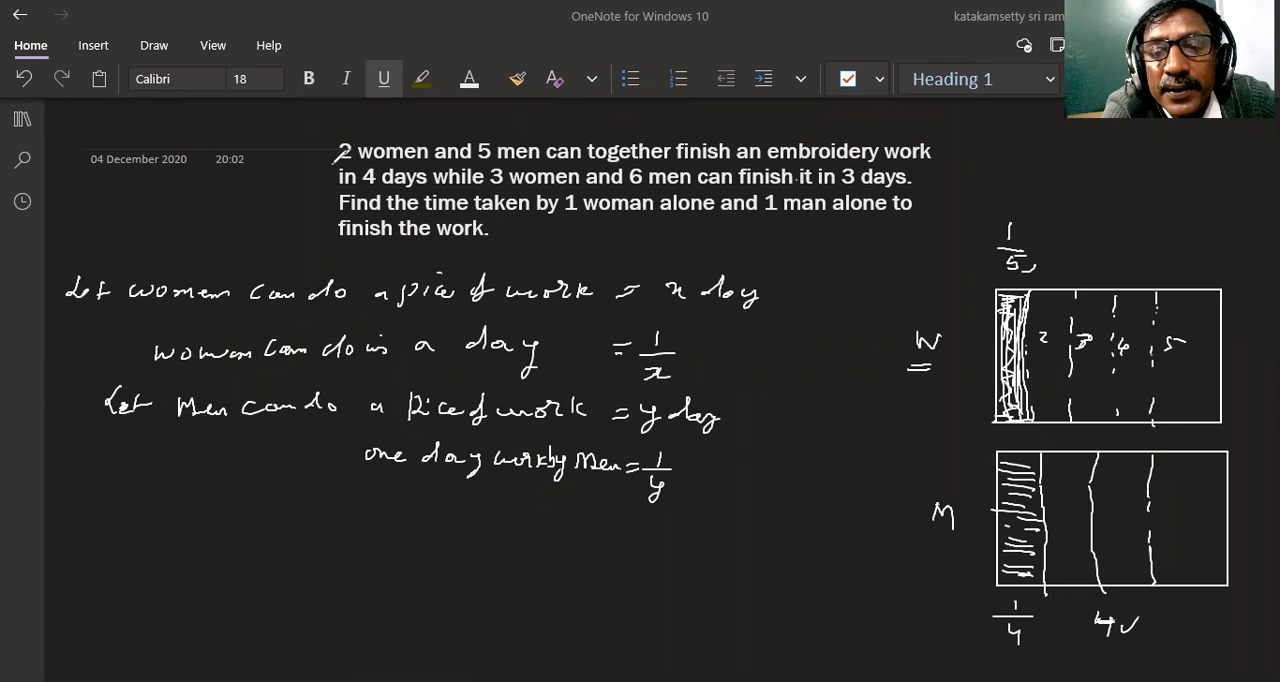 OneNote for Windows 10
katakamsetty sri ram
Home Insert Draw View Help
Calibri 18 B I U A A Heading 1
04 December 2020 20:02
2 women and 5 men can together finish an embroidery work
in 4 days while 3 women and 6 men can finish it in 3 days.
Find the time taken by 1 woman alone and 1 man alone to
finish the work.
Let women can do a pice of work = x day
woman can do in a day = 1/x
Let Men can do a pice of work = y day
one day work by Men = 1/y
1/5
W
2 3 4 5
M
1/4 4 ✓